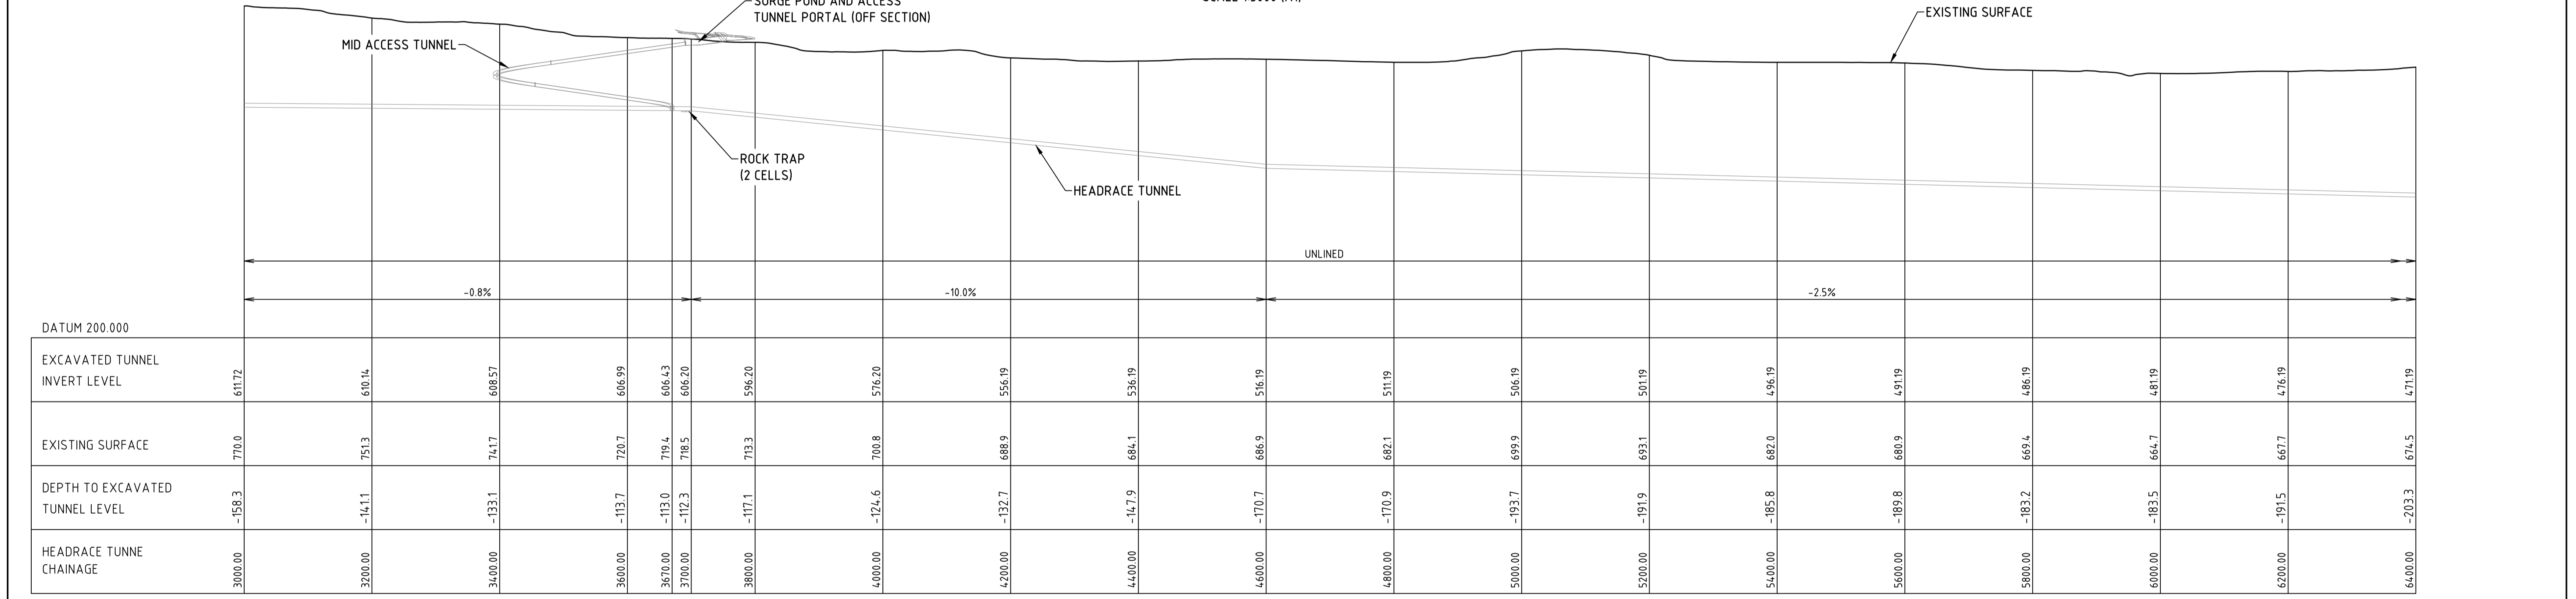 SURGE POND AND ACCESS
TUNNEL PORTAL (OFF SECTION)
EXISTING SURFACE
MID ACCESS TUNNEL
ROCK TRAP
(2 CELLS)
HEADRACE TUNNEL
UNLINED
-0.8% -10.0% -2.5%
DATUM 200.000
EXCAVATED TUNNEL
INVERT LEVEL
611.72 610.14 608.57 606.99 606.43 606.20 596.20 576.20 556.19 536.19 516.19 511.19 506.19 501.19 496.19 491.19 486.19 481.19 476.19 471.19
EXISTING SURFACE
770.0 751.3 741.7 720.7 719.4 718.5 713.3 700.8 688.9 684.1 686.9 682.1 699.9 693.1 682.0 680.9 669.4 664.7 667.7 674.5
DEPTH TO EXCAVATED
TUNNEL LEVEL
-158.3 -141.1 -133.1 -113.7 -113.0 -112.3 -117.1 -124.6 -132.7 -147.9 -170.7 -170.9 -193.7 -191.9 -185.8 -189.8 -183.2 -183.5 -191.5 -203.3
HEADRACE TUNNE
CHAINAGE
3000.00 3200.00 3400.00 3600.00 3670.00 3700.00 3800.00 4000.00 4200.00 4400.00 4600.00 4800.00 5000.00 5200.00 5400.00 5600.00 5800.00 6000.00 6200.00 6400.00